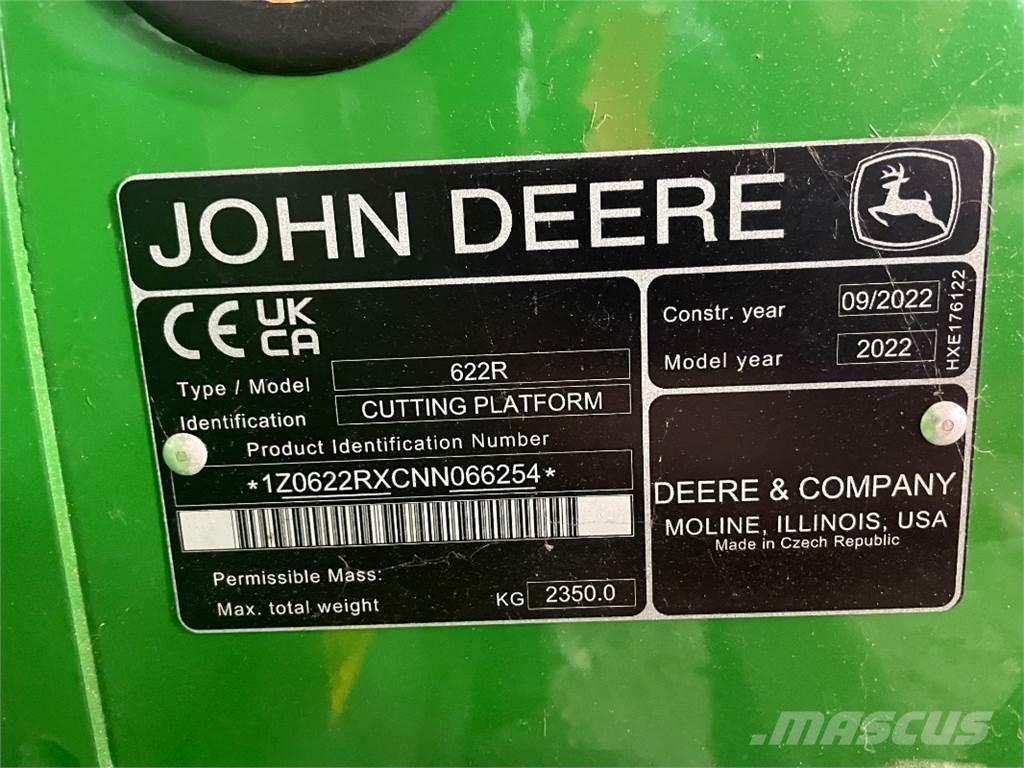 JOHN DEERE
CE UK
CA
Type / Model 622R
Identification CUTTING PLATFORM
Product Identification Number
*1Z0622RXCNN066254*
Permissible Mass:
Max. total weight KG 2350.0
Constr. year 09/2022
Model year 2022
HXE176122
DEERE & COMPANY
MOLINE, ILLINOIS, USA
Made in Czech Republic
MASCUS